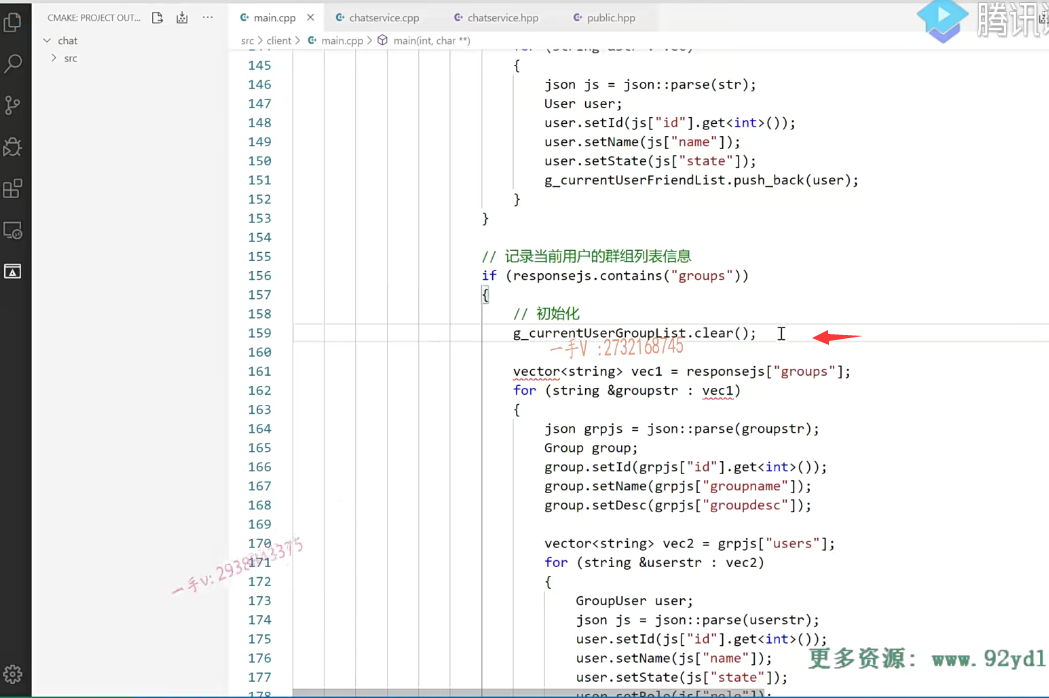 CMAKE: PROJECT OUT...
main.cpp
chatservice.cpp
chatservice.hpp
public.hpp
腾讯
chat
src
src > client > main.cpp > main(int, char **)
145 {
146 json js = json::parse(str);
147 User user;
148 user.setId(js["id"].get<int>());
149 user.setName(js["name"]);
150 user.setState(js["state"]);
151 g_currentUserFriendList.push_back(user);
152 }
153 }
154
155 // 记录当前用户的群组列表信息
156 if (responsejs.contains("groups"))
157 {
158 // 初始化
159 g_currentUserGroupList.clear();
一手V :2732168745
160
161 vector<string> vec1 = responsejs["groups"];
162 for (string &groupstr : vec1)
163 {
164 json grpjs = json::parse(groupstr);
165 Group group;
166 group.setId(grpjs["id"].get<int>());
167 group.setName(grpjs["groupname"]);
168 group.setDesc(grpjs["groupdesc"]);
169
170 vector<string> vec2 = grpjs["users"];
171 for (string &userstr : vec2)
172 {
173 GroupUser user;
174 json js = json::parse(userstr);
175 user.setId(js["id"].get<int>());
176 user.setName(js["name"]);
177 user.setState(js["state"]);
更多资源: www.92yd1
178 user.setRole(js["role"]);